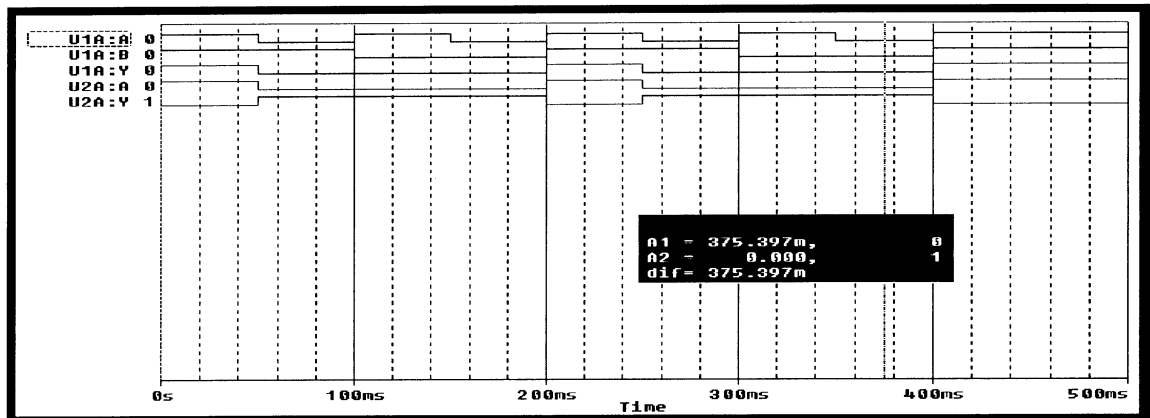 U1A:A 0
U1A:B 0
U1A:Y 0
U2A:A 0
U2A:Y 1
A1 = 375.397m, 0
A2 = 0.000, 1
dif= 375.397m
0s 100ms 200ms 300ms 400ms 500ms
Time